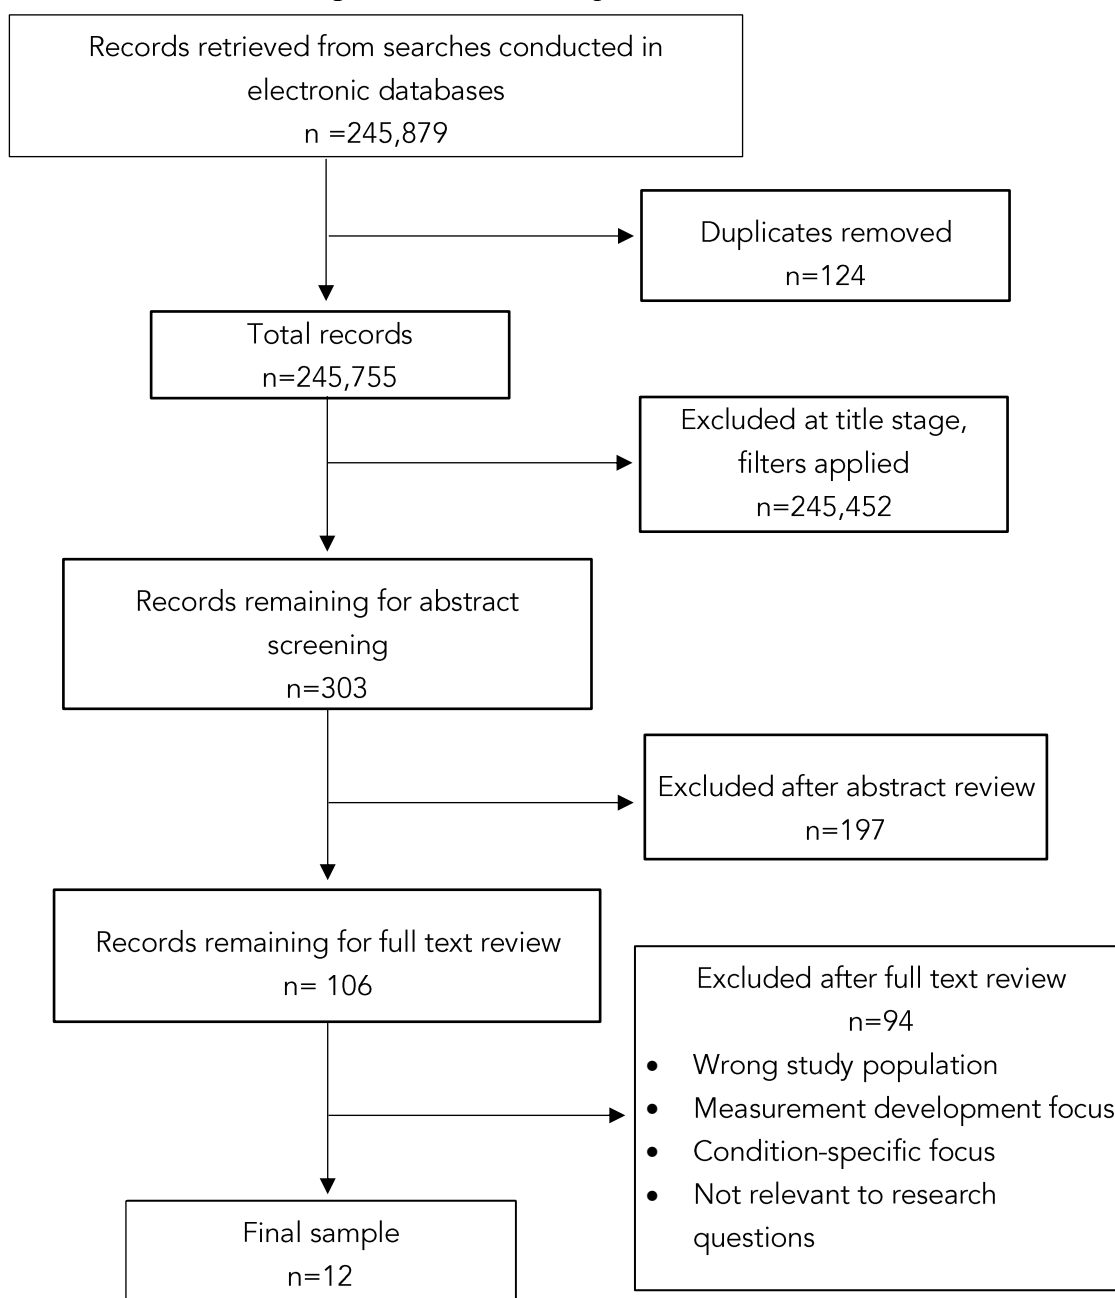 Records retrieved from searches conducted in
electronic databases
n =245,879
Duplicates removed
n=124
Total records
n=245,755
Excluded at title stage,
filters applied
n=245,452
Records remaining for abstract
screening
n=303
Excluded after abstract review
n=197
Records remaining for full text review
n= 106
Excluded after full text review
n=94
• Wrong study population
• Measurement development focus
• Condition-specific focus
• Not relevant to research
questions
Final sample
n=12